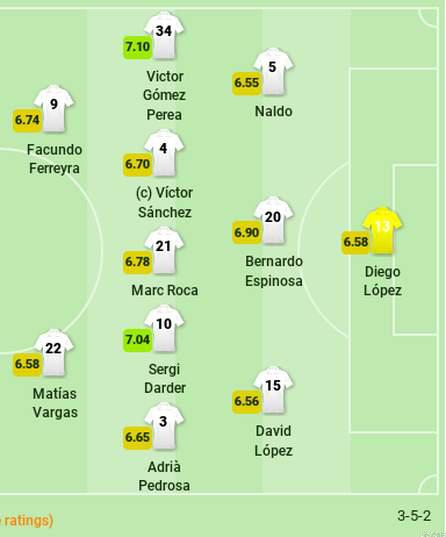 34
7.10
Victor
Gómez
Perea
5
6.55
Naldo
9
6.74
Facundo
Ferreyra
4
6.70
(c) Víctor
Sánchez
20
6.90
Bernardo
Espinosa
13
6.58
Diego
López
21
6.78
Marc Roca
10
7.04
Sergi
Darder
22
6.58
Matías
Vargas
15
6.56
David
López
3
6.65
Adrià
Pedrosa
ratings)
3-5-2